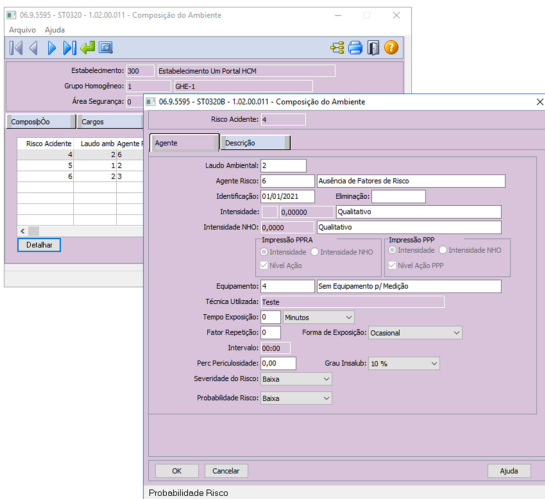 06.9.5595 - ST0320 - 1.02.00.011 - Composição do Ambiente
Arquivo Ajuda
Estabelecimento: 300 Estabelecimento Um Portal HCM
Grupo Homogêneo: 1 GHE-1
Área Segurança: 0
ComposiþÒo Cargos
Risco Acidente Laudo amb Agente
4 2 6
5 1 2
6 2 3
Detalhar
06.9.5595 - ST0320B - 1.02.00.011 - Composição do Ambiente
Risco Acidente: 4
Agente Descrição
Laudo Ambiental: 2
Agente Risco: 6 Ausência de Fatores de Risco
Identificação: 01/01/2021 Eliminação:
Intensidade: 0,00000 Qualitativo
Intensidade NHO: 0,0000 Qualitativo
Impressão PPRA Impressão PPP
Intensidade Intensidade NHO Intensidade Intensidade NHO
Nível Ação Nível Ação PPP
Equipamento: 4 Sem Equipamento p/ Medição
Técnica Utilizada: Teste
Tempo Exposição: 0 Minutos
Fator Repetição: 0 Forma de Exposição: Ocasional
Intervalo: 00:00
Perc Periculosidade: 0,00 Grau Insalub: 10 %
Severidade do Risco: Baixa
Probabilidade Risco: Baixa
OK Cancelar Ajuda
Probabilidade Risco